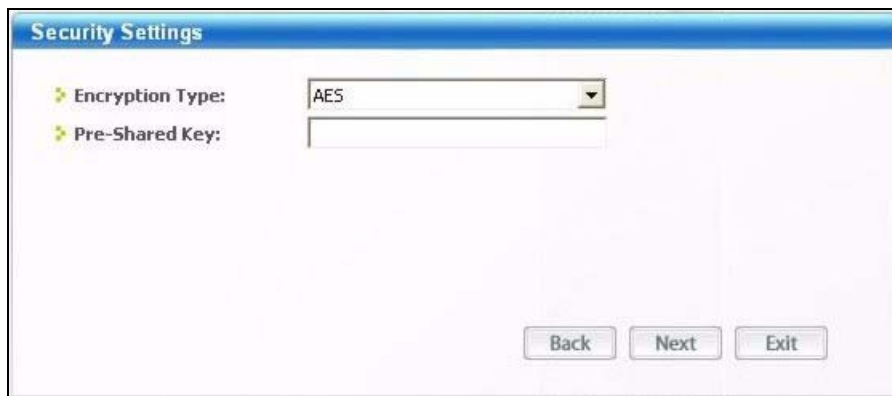 Security Settings
Encryption Type: AES
Pre-Shared Key:
Back Next Exit